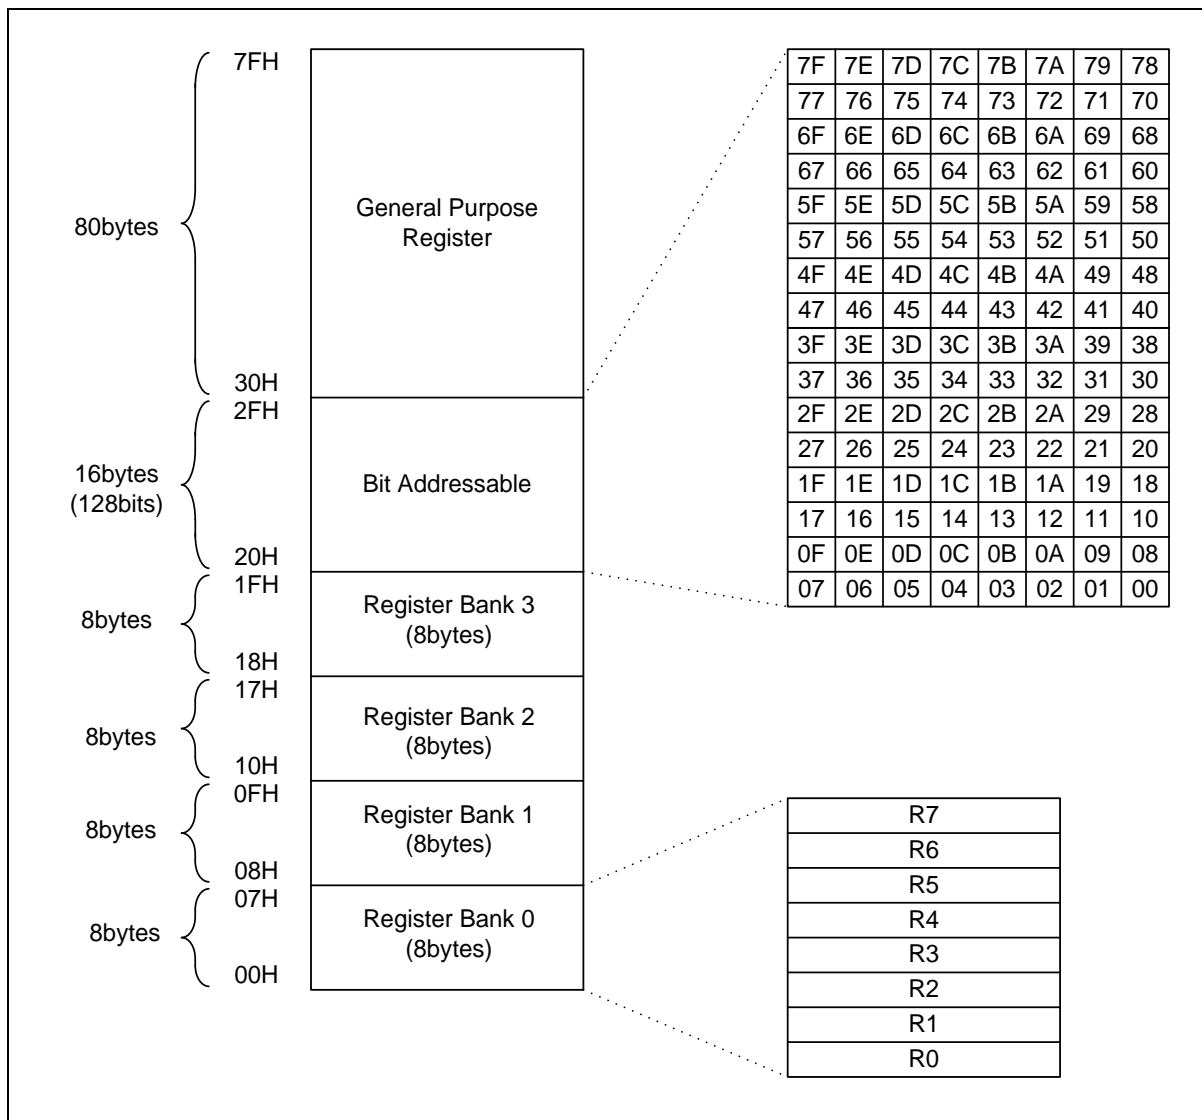 7FH
80bytes
General Purpose
Register
30H
2FH
16bytes
(128bits)
Bit Addressable
20H
1FH
8bytes
Register Bank 3
(8bytes)
18H
17H
8bytes
Register Bank 2
(8bytes)
10H
0FH
8bytes
Register Bank 1
(8bytes)
08H
07H
8bytes
Register Bank 0
(8bytes)
00H
7F 7E 7D 7C 7B 7A 79 78
77 76 75 74 73 72 71 70
6F 6E 6D 6C 6B 6A 69 68
67 66 65 64 63 62 61 60
5F 5E 5D 5C 5B 5A 59 58
57 56 55 54 53 52 51 50
4F 4E 4D 4C 4B 4A 49 48
47 46 45 44 43 42 41 40
3F 3E 3D 3C 3B 3A 39 38
37 36 35 34 33 32 31 30
2F 2E 2D 2C 2B 2A 29 28
27 26 25 24 23 22 21 20
1F 1E 1D 1C 1B 1A 19 18
17 16 15 14 13 12 11 10
0F 0E 0D 0C 0B 0A 09 08
07 06 05 04 03 02 01 00
R7
R6
R5
R4
R3
R2
R1
R0